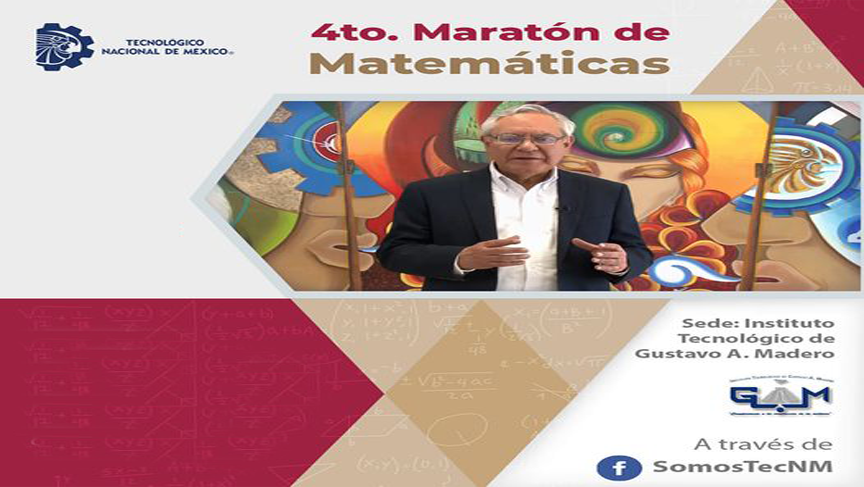 TECNOLÓGICO
NACIONAL DE MÉXICO
4to. Maratón de
Matemáticas
Sede: Instituto
Tecnológico de
Gustavo A. Madero
GAM
A través de
SomosTecNM